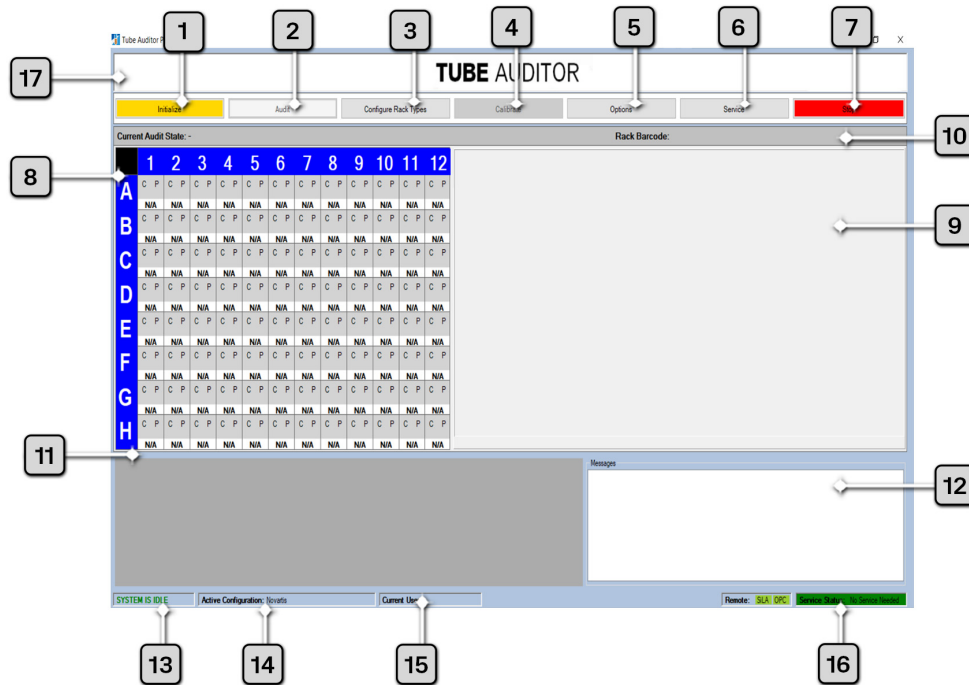 1 2 3 4 5 6 7
Tube Auditor
17
TUBE AUDITOR
Initialize Audit Configure Rack Types Options Service
Current Audit State: - Rack Barcode:
10
8
1 2 3 4 5 6 7 8 9 10 11 12
A C P C P C P C P C P C P C P C P C P C P C P C P
N/A N/A N/A N/A N/A N/A N/A N/A N/A N/A N/A N/A
B C P C P C P C P C P C P C P C P C P C P C P C P
N/A N/A N/A N/A N/A N/A N/A N/A N/A N/A N/A N/A
9
C C P C P C P C P C P C P C P C P C P C P C P C P
N/A N/A N/A N/A N/A N/A N/A N/A N/A N/A N/A N/A
D C P C P C P C P C P C P C P C P C P C P C P C P
N/A N/A N/A N/A N/A N/A N/A N/A N/A N/A N/A N/A
E C P C P C P C P C P C P C P C P C P C P C P C P
N/A N/A N/A N/A N/A N/A N/A N/A N/A N/A N/A N/A
F C P C P C P C P C P C P C P C P C P C P C P C P
N/A N/A N/A N/A N/A N/A N/A N/A N/A N/A N/A N/A
G C P C P C P C P C P C P C P C P C P C P C P C P
N/A N/A N/A N/A N/A N/A N/A N/A N/A N/A N/A N/A
H C P C P C P C P C P C P C P C P C P C P C P C P
N/A N/A N/A N/A N/A N/A N/A N/A N/A N/A N/A N/A
11
Messages
12
SYSTEM IS IDLE Active Configuration: Novartis Current Remote: SLA OPC Service Status: No Service Needed
13 14 15 16